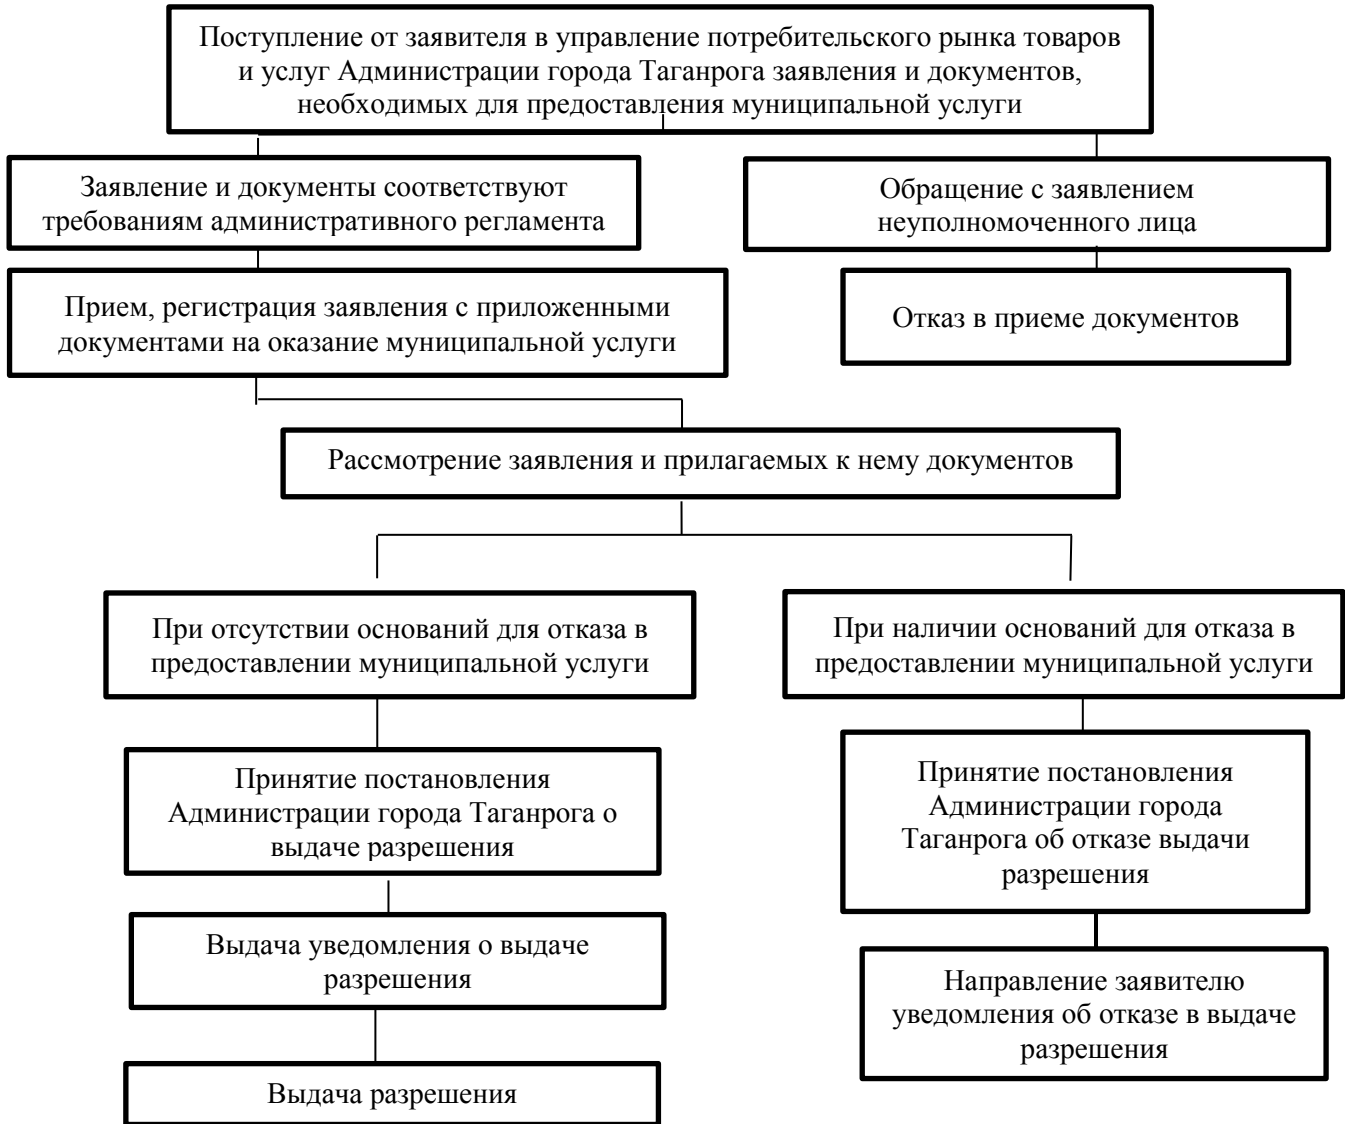 Поступление от заявителя в управление потребительского рынка товаров
и услуг Администрации города Таганрога заявления и документов,
необходимых для предоставления муниципальной услуги
Заявление и документы соответствуют
требованиям административного регламента
Обращение с заявлением
неуполномоченного лица
Прием, регистрация заявления с приложенными
документами на оказание муниципальной услуги
Отказ в приеме документов
Рассмотрение заявления и прилагаемых к нему документов
При отсутствии оснований для отказа в
предоставлении муниципальной услуги
При наличии оснований для отказа в
предоставлении муниципальной услуги
Принятие постановления
Администрации города Таганрога о
выдаче разрешения
Принятие постановления
Администрации города
Таганрога об отказе выдачи
разрешения
Выдача уведомления о выдаче
разрешения
Направление заявителю
уведомления об отказе в выдаче
разрешения
Выдача разрешения